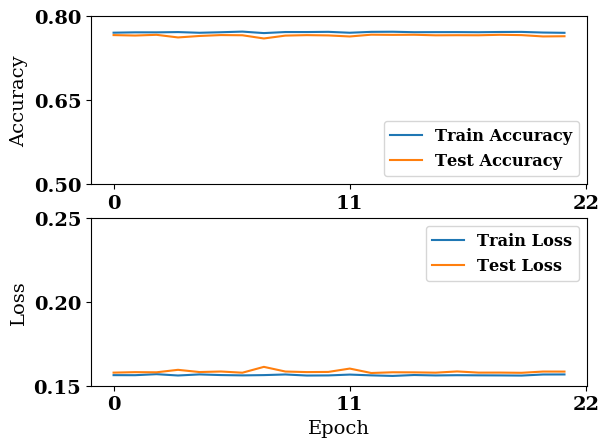 0.80
Accuracy
0.65
Train Accuracy
Test Accuracy
0.50
0 11 22
0.25
Train Loss
Test Loss
Loss
0.20
0.15
0 11 22
Epoch